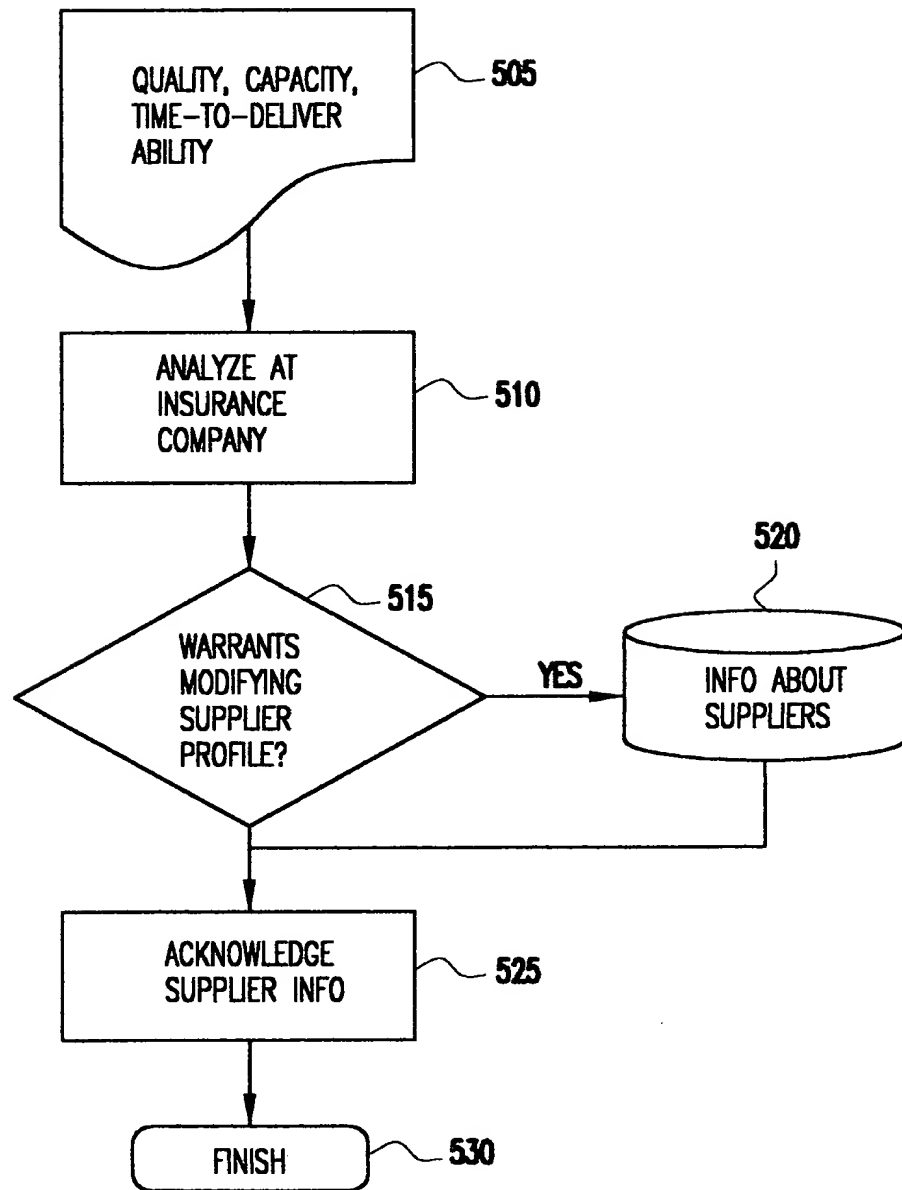 QUALITY, CAPACITY,
TIME-TO-DELIVER
ABILITY
505
ANALYZE AT
INSURANCE
COMPANY
510
WARRANTS
MODIFYING
SUPPLIER
PROFILE?
515
YES
520
INFO ABOUT
SUPPLIERS
ACKNOWLEDGE
SUPPLIER INFO
525
FINISH
530